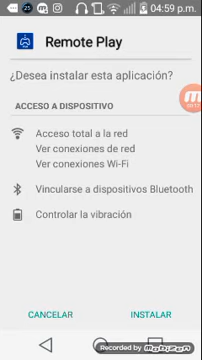 25 04:59 p.m.
Remote Play
¿Desea instalar esta aplicación?
ACCESO A DISPOSITIVO
Acceso total a la red
Ver conexiones de red
Ver conexiones Wi-Fi
Vincularse a dispositivos Bluetooth
Controlar la vibración
CANCELAR INSTALAR
Recorded by Mobizen